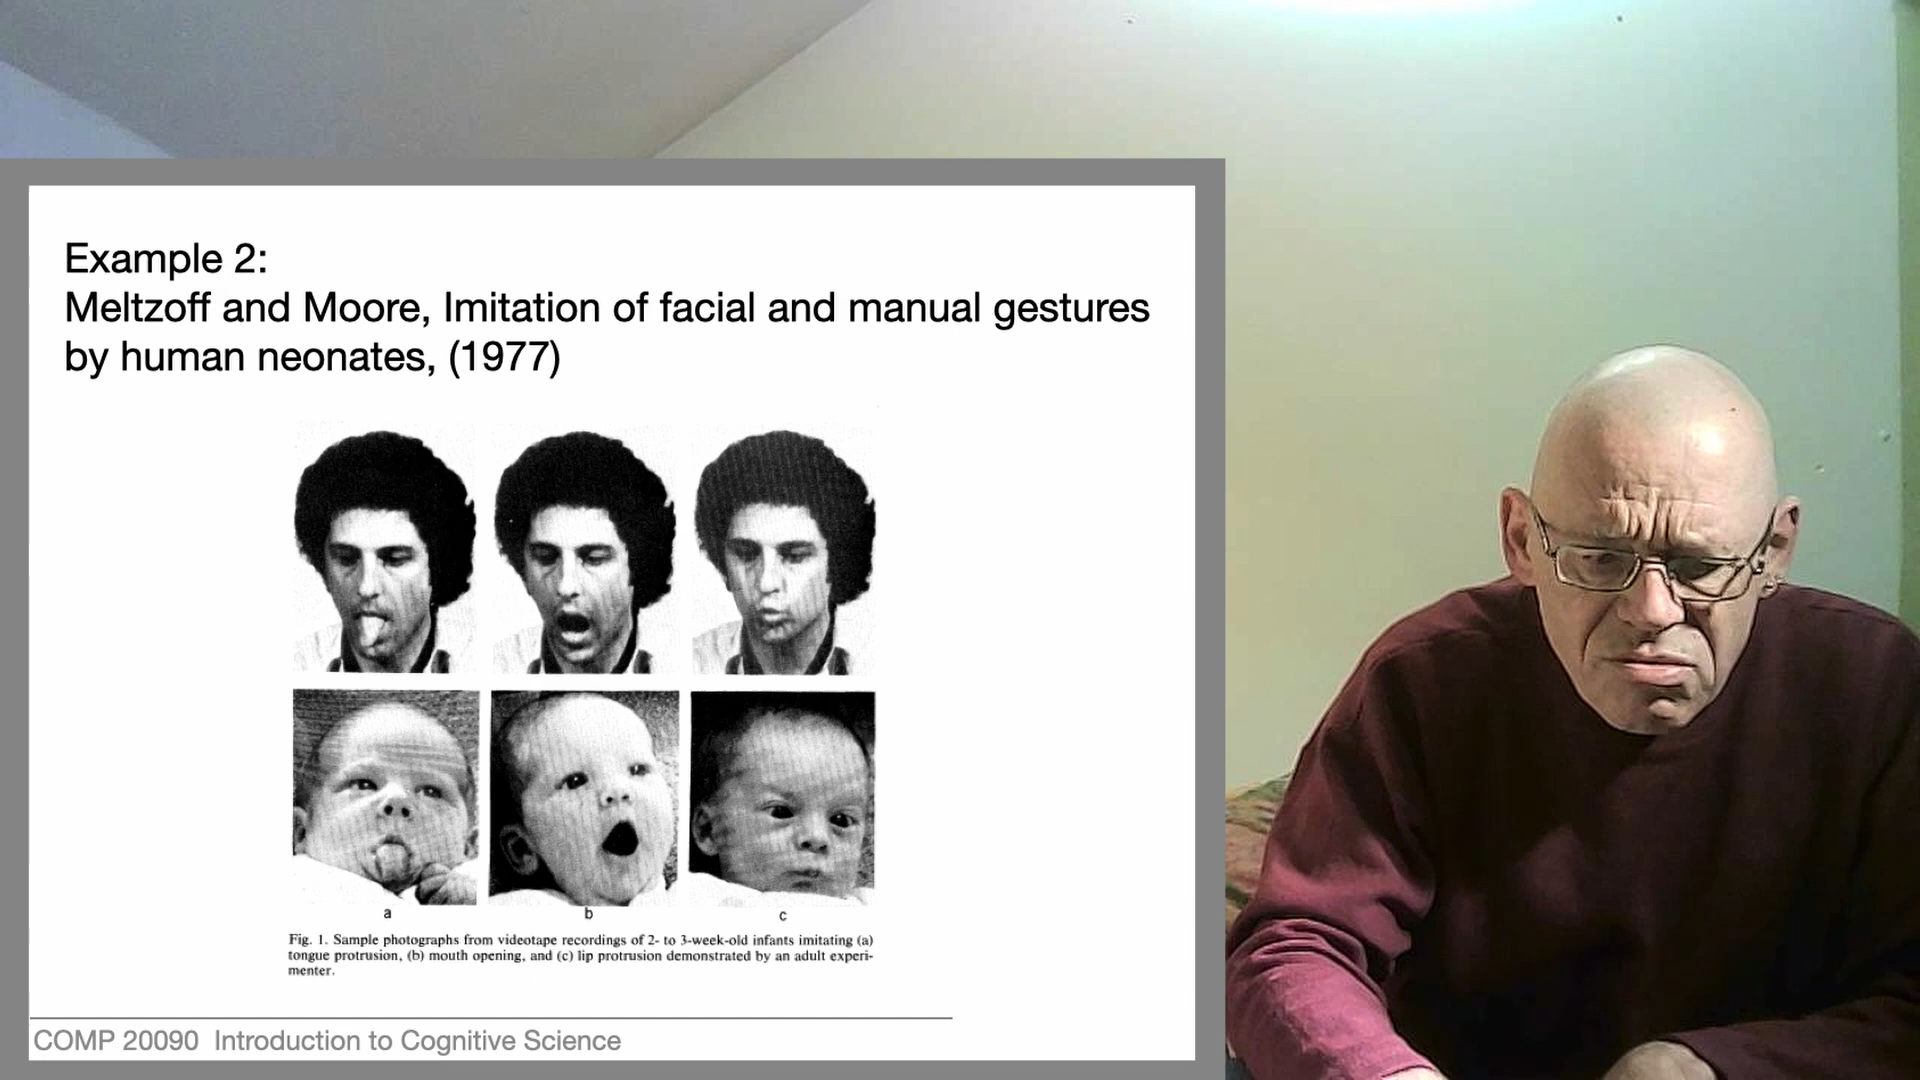 Example 2:
Meltzoff and Moore, Imitation of facial and manual gestures
by human neonates, (1977)
a b c
Fig. 1. Sample photographs from videotape recordings of 2- to 3-week-old infants imitating (a)
tongue protrusion, (b) mouth opening, and (c) lip protrusion demonstrated by an adult experi-
menter.
COMP 20090 Introduction to Cognitive Science